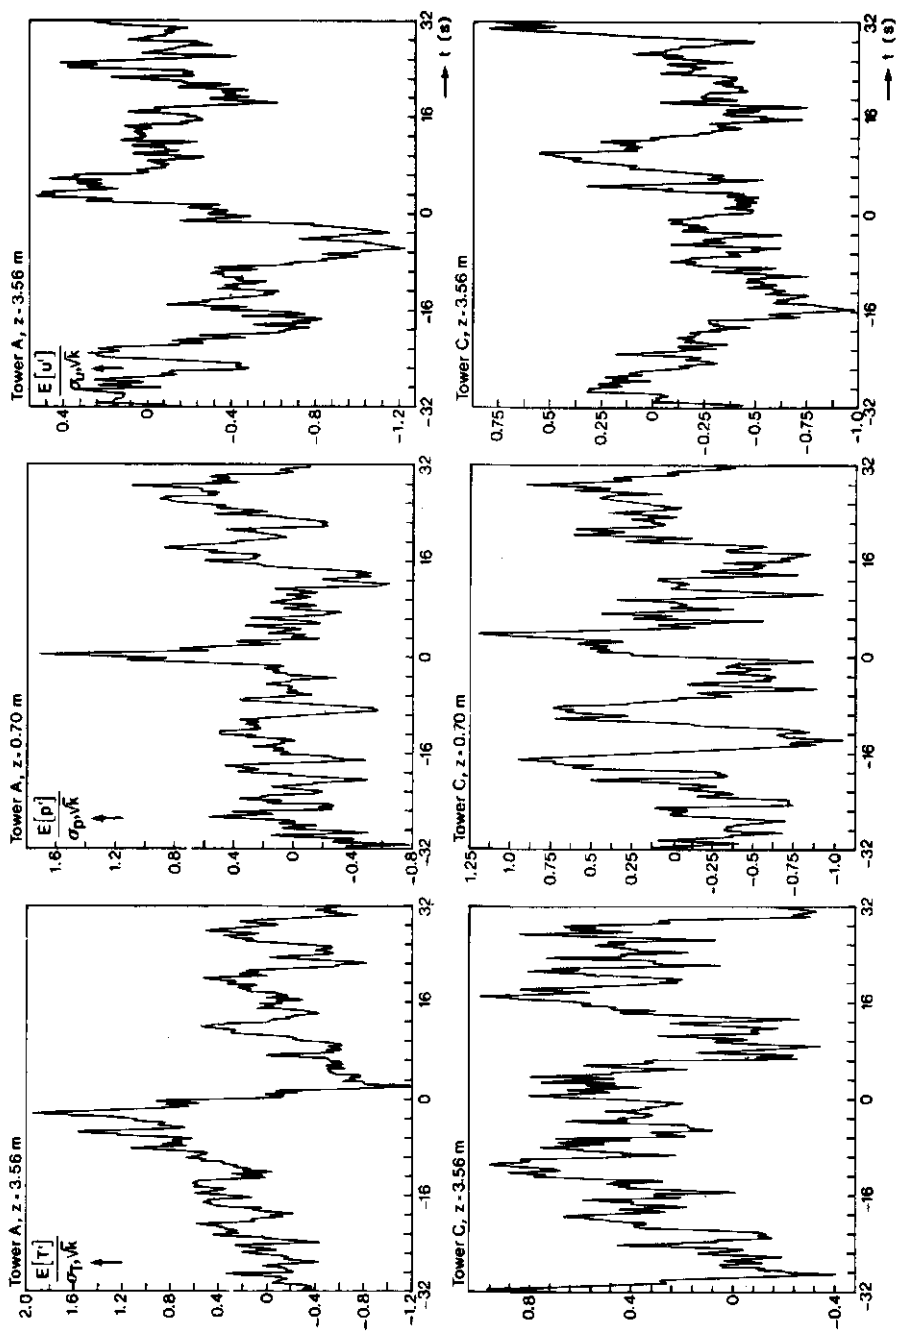 Tower A, z - 3.56 m
2.0
E [T']
σT,√k
1.6
1.2
0.8
0.4
0
-0.4
-0.8
-1.2
-32 -16 0 16 32
Tower A, z - 0.70 m
E [p']
σp,√k
1.6
1.2
0.8
0.4
0
-0.4
-0.8
-32 -16 0 16 32
Tower A, z - 3.56 m
E [u']
σu,√k
0.4
0
-0.4
-0.8
-1.2
-32 -16 0 16 32
→ t (s)
Tower C, z - 3.56 m
0.8
0.4
0
-0.4
-32 -16 0 16 32
Tower C, z - 0.70 m
1.25
1.0
0.75
0.5
0.25
0
-0.25
-0.5
-0.75
-1.0
-32 -16 0 16 32
Tower C, z - 3.56 m
0.75
0.5
0.25
0
-0.25
-0.5
-0.75
-1.0
-32 -16 0 16 32
→ t (s)